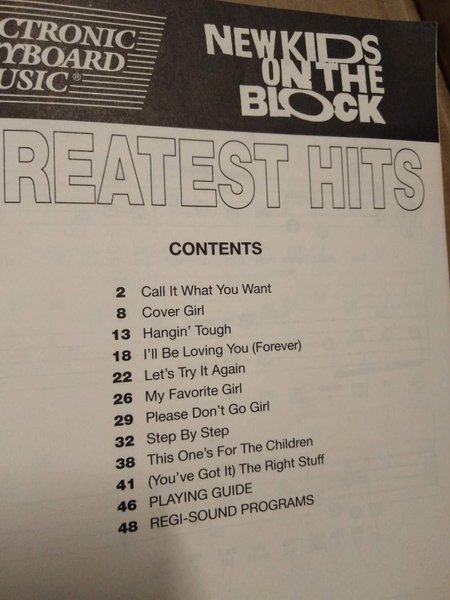 ECTRONIC
YBOARD
USIC®
NEW KIDS
ON THE
BLOCK
REATEST HITS
CONTENTS
2 Call It What You Want
8 Cover Girl
13 Hangin' Tough
18 I'll Be Loving You (Forever)
22 Let's Try It Again
26 My Favorite Girl
29 Please Don't Go Girl
32 Step By Step
38 This One's For The Children
41 (You've Got It) The Right Stuff
46 PLAYING GUIDE
48 REGI-SOUND PROGRAMS